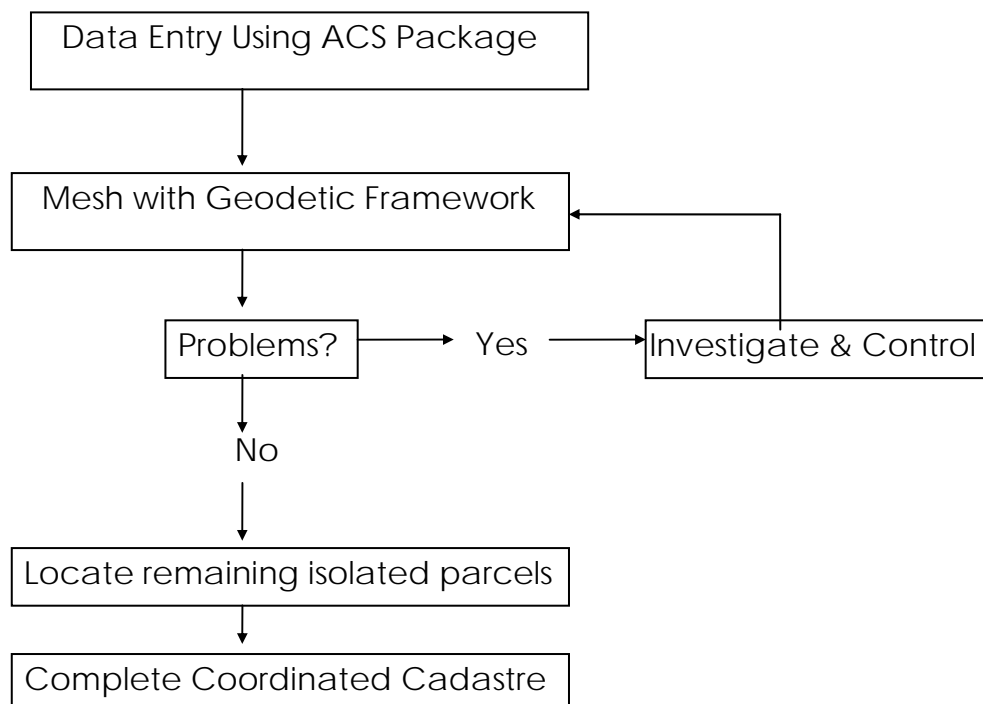 Data Entry Using ACS Package
Mesh with Geodetic Framework
Problems?
Yes
Investigate & Control
No
Locate remaining isolated parcels
Complete Coordinated Cadastre